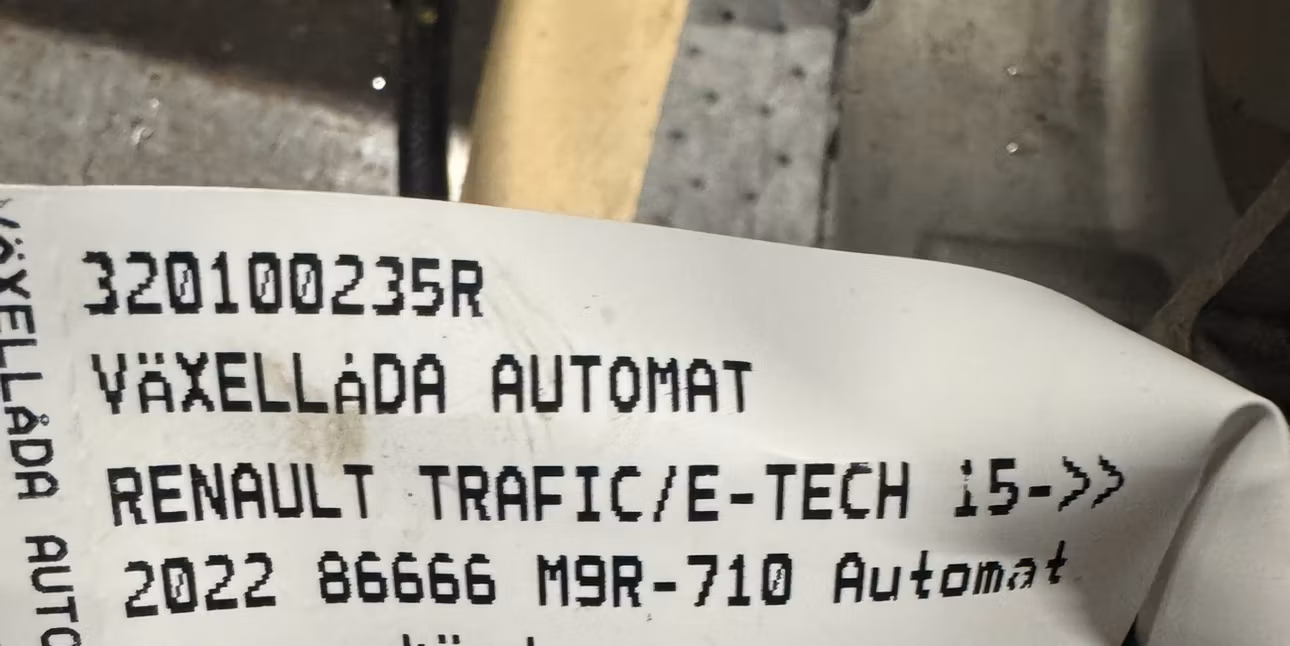 320100235R
VÄXELLÅDA AUTOMAT
RENAULT TRAFIC/E-TECH 15->>
2022 86666 M9R-710 Automat
VÄXELLÅDA AUTO